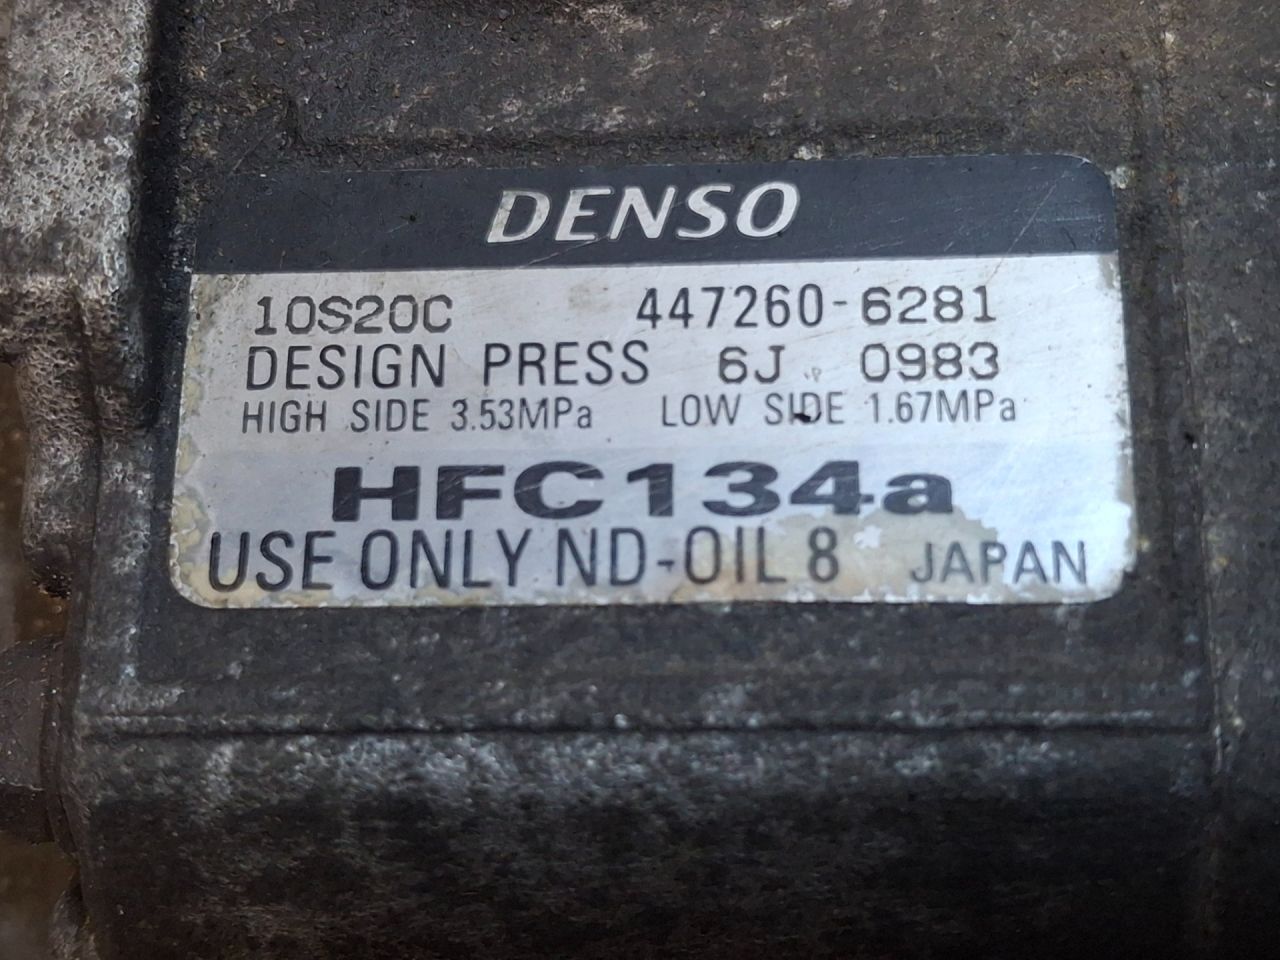 DENSO
10S20C 447260-6281
DESIGN PRESS 6J 0983
HIGH SIDE 3.53MPa LOW SIDE 1.67MPa
HFC134a
USE ONLY ND-OIL 8 JAPAN